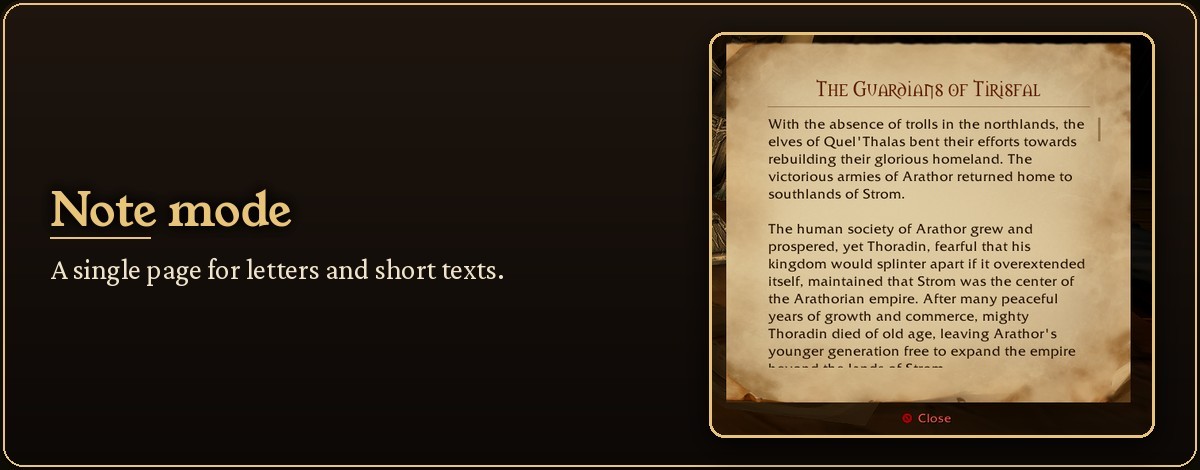 Note mode
A single page for letters and short texts.
The Guardians of Tirisfal
With the absence of trolls in the northlands, the
elves of Quel'Thalas bent their efforts towards
rebuilding their glorious homeland. The
victorious armies of Arathor returned home to
southlands of Strom.
The human society of Arathor grew and
prospered, yet Thoradin, fearful that his
kingdom would splinter apart if it overextended
itself, maintained that Strom was the center of
the Arathorian empire. After many peaceful
years of growth and commerce, mighty
Thoradin died of old age, leaving Arathor's
younger generation free to expand the empire
beyond the lands of Strom.
Close